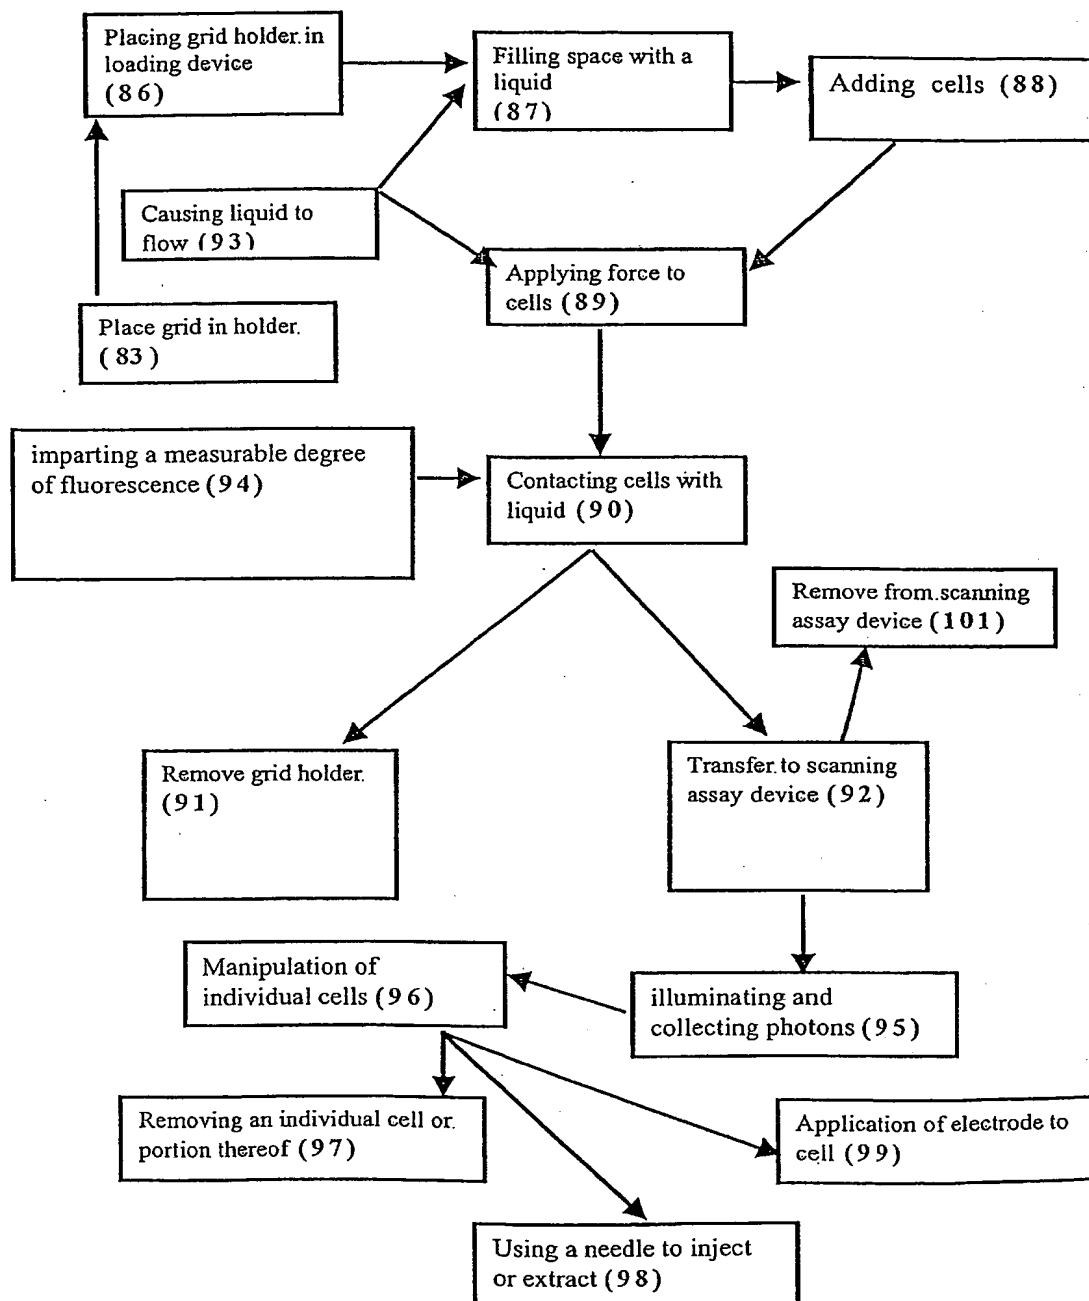 Placing grid holder in
loading device
(86)
Filling space with a
liquid
(87)
Adding cells (88)
Causing liquid to
flow (93)
Applying force to
cells (89)
Place grid in holder.
(83)
imparting a measurable degree
of fluorescence (94)
Contacting cells with
liquid (90)
Remove from scanning
assay device (101)
Remove grid holder.
(91)
Transfer to scanning
assay device (92)
Manipulation of
individual cells (96)
illuminating and
collecting photons (95)
Removing an individual cell or
portion thereof (97)
Application of electrode to
cell (99)
Using a needle to inject
or extract (98)